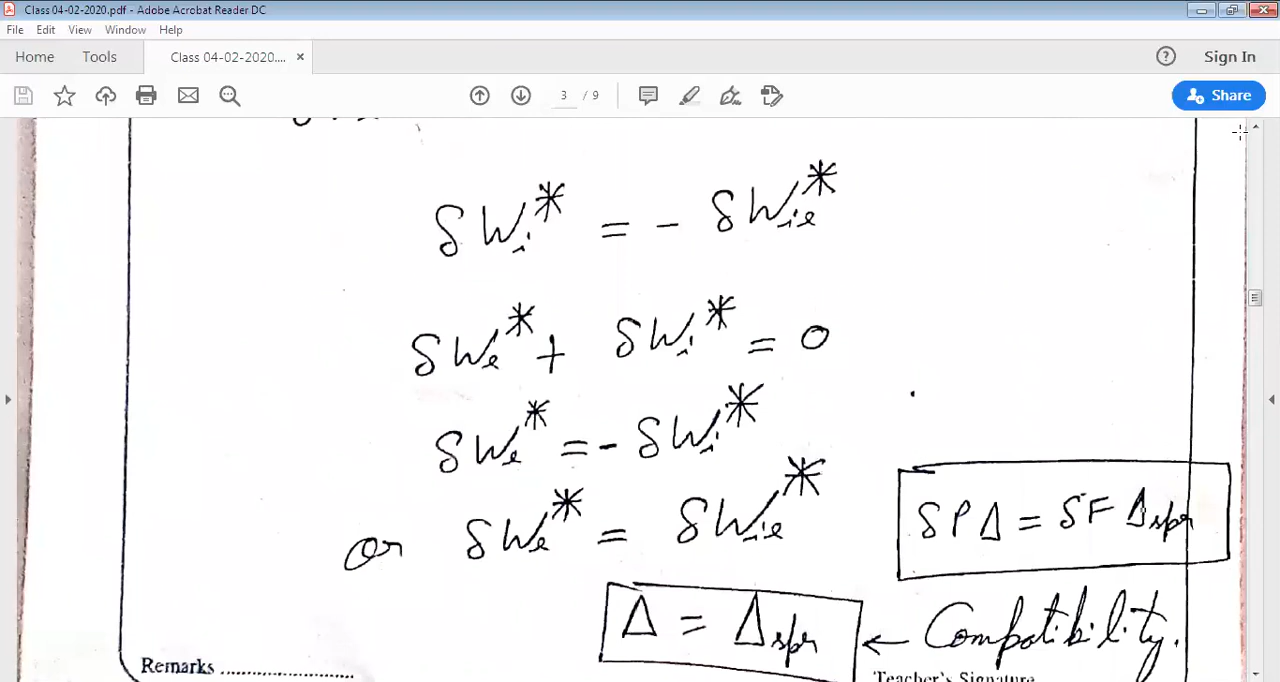 Class 04-02-2020.pdf - Adobe Acrobat Reader DC
File Edit View Window Help
Home Tools Class 04-02-2020.... × Sign In
3 / 9 Share
δWi* = - δWie*
δWe* + δWi* = 0
δWe* = - δWi*
or δWe* = δWie*
δPΔ = δF Δspr
Δ = Δspr ← Compatibility.
Remarks ..................................
Teacher's Signature